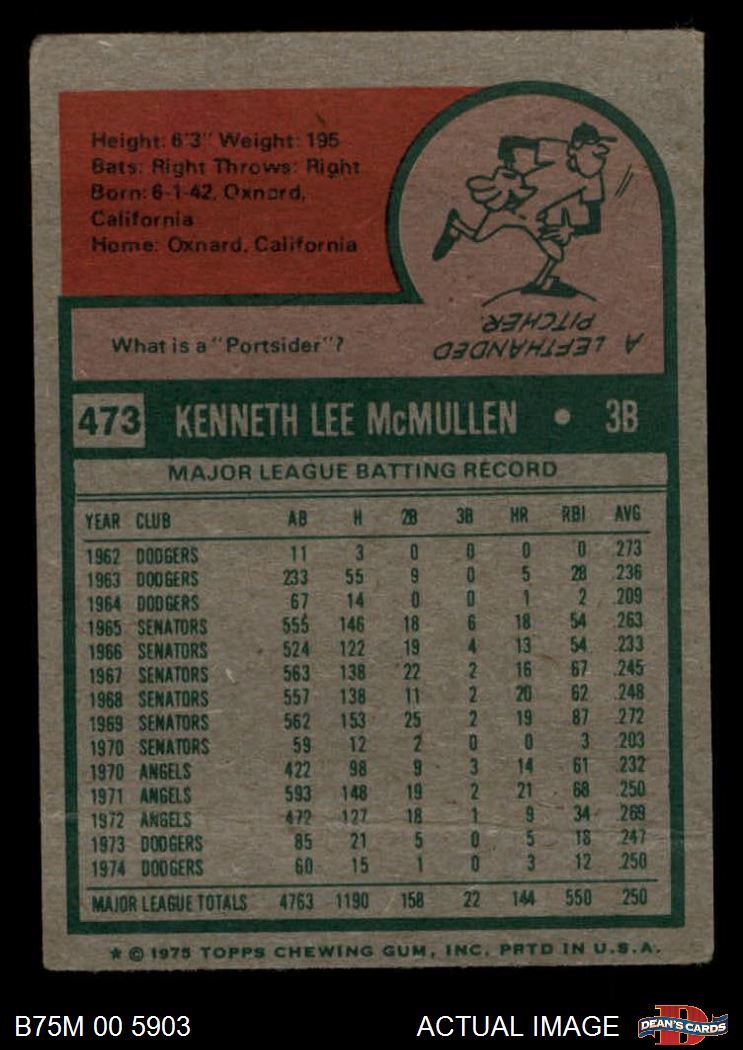 Height: 6'3" Weight: 195
Bats: Right Throws: Right
Born: 6-1-42, Oxnard,
California
Home: Oxnard, California
What is a "Portsider"?
A LEFTHANDED
PITCHER.
473 KENNETH LEE McMULLEN • 3B
MAJOR LEAGUE BATTING RECORD
YEAR CLUB AB H 2B 3B HR RBI AVG
1962 DODGERS 11 3 0 0 0 0 .273
1963 DODGERS 233 55 9 0 5 28 .236
1964 DODGERS 67 14 0 0 1 2 .209
1965 SENATORS 555 146 18 6 18 54 .263
1966 SENATORS 524 122 19 4 13 54 .233
1967 SENATORS 563 138 22 2 16 67 .245
1968 SENATORS 557 138 11 2 20 62 .248
1969 SENATORS 562 153 25 2 19 87 .272
1970 SENATORS 59 12 2 0 0 3 .203
1970 ANGELS 422 98 9 3 14 61 .232
1971 ANGELS 593 148 19 2 21 68 .250
1972 ANGELS 472 127 18 1 9 34 .269
1973 DODGERS 85 21 5 0 5 18 .247
1974 DODGERS 60 15 1 0 3 12 .250
MAJOR LEAGUE TOTALS 4763 1190 158 22 144 550 .250
★ © 1975 TOPPS CHEWING GUM, INC. PRTD IN U.S.A.
B75M 00 5903 ACTUAL IMAGE
DEAN'S CARDS